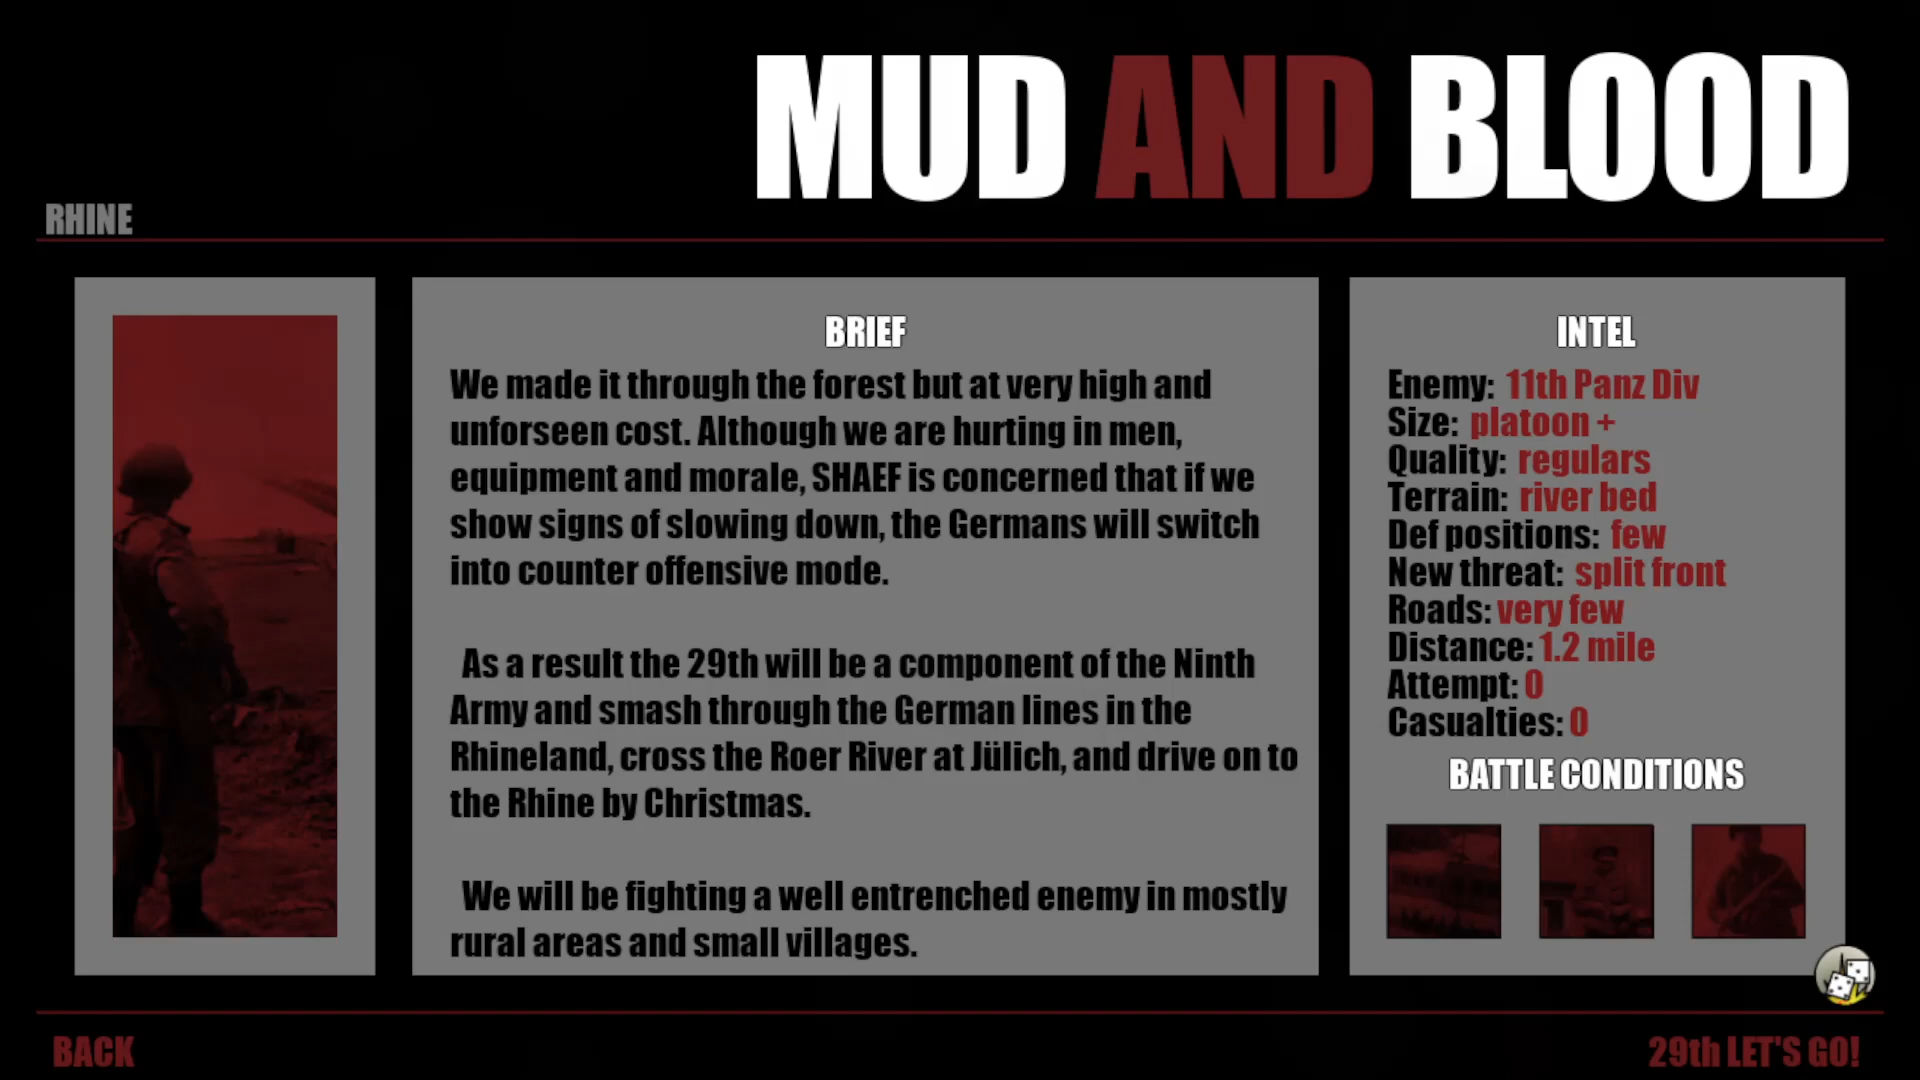 MUD AND BLOOD
RHINE
BRIEF
We made it through the forest but at very high and
unforseen cost. Although we are hurting in men,
equipment and morale, SHAEF is concerned that if we
show signs of slowing down, the Germans will switch
into counter offensive mode.
As a result the 29th will be a component of the Ninth
Army and smash through the German lines in the
Rhineland, cross the Roer River at Jülich, and drive on to
the Rhine by Christmas.
We will be fighting a well entrenched enemy in mostly
rural areas and small villages.
INTEL
Enemy: 11th Panz Div
Size: platoon +
Quality: regulars
Terrain: river bed
Def positions: few
New threat: split front
Roads: very few
Distance: 1.2 mile
Attempt: 0
Casualties: 0
BATTLE CONDITIONS
BACK
29th LET'S GO!